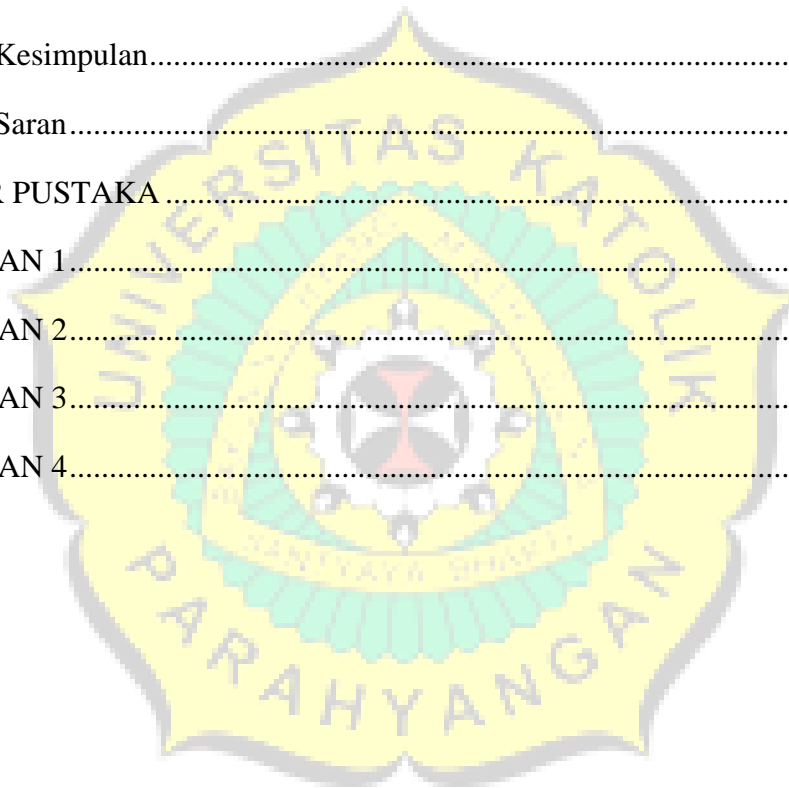 Kesimpulan
Saran
R PUSTAKA
AN 1
AN 2
AN 3
AN 4
UNIVERSITAS KATOLIK
PARAHYANGAN